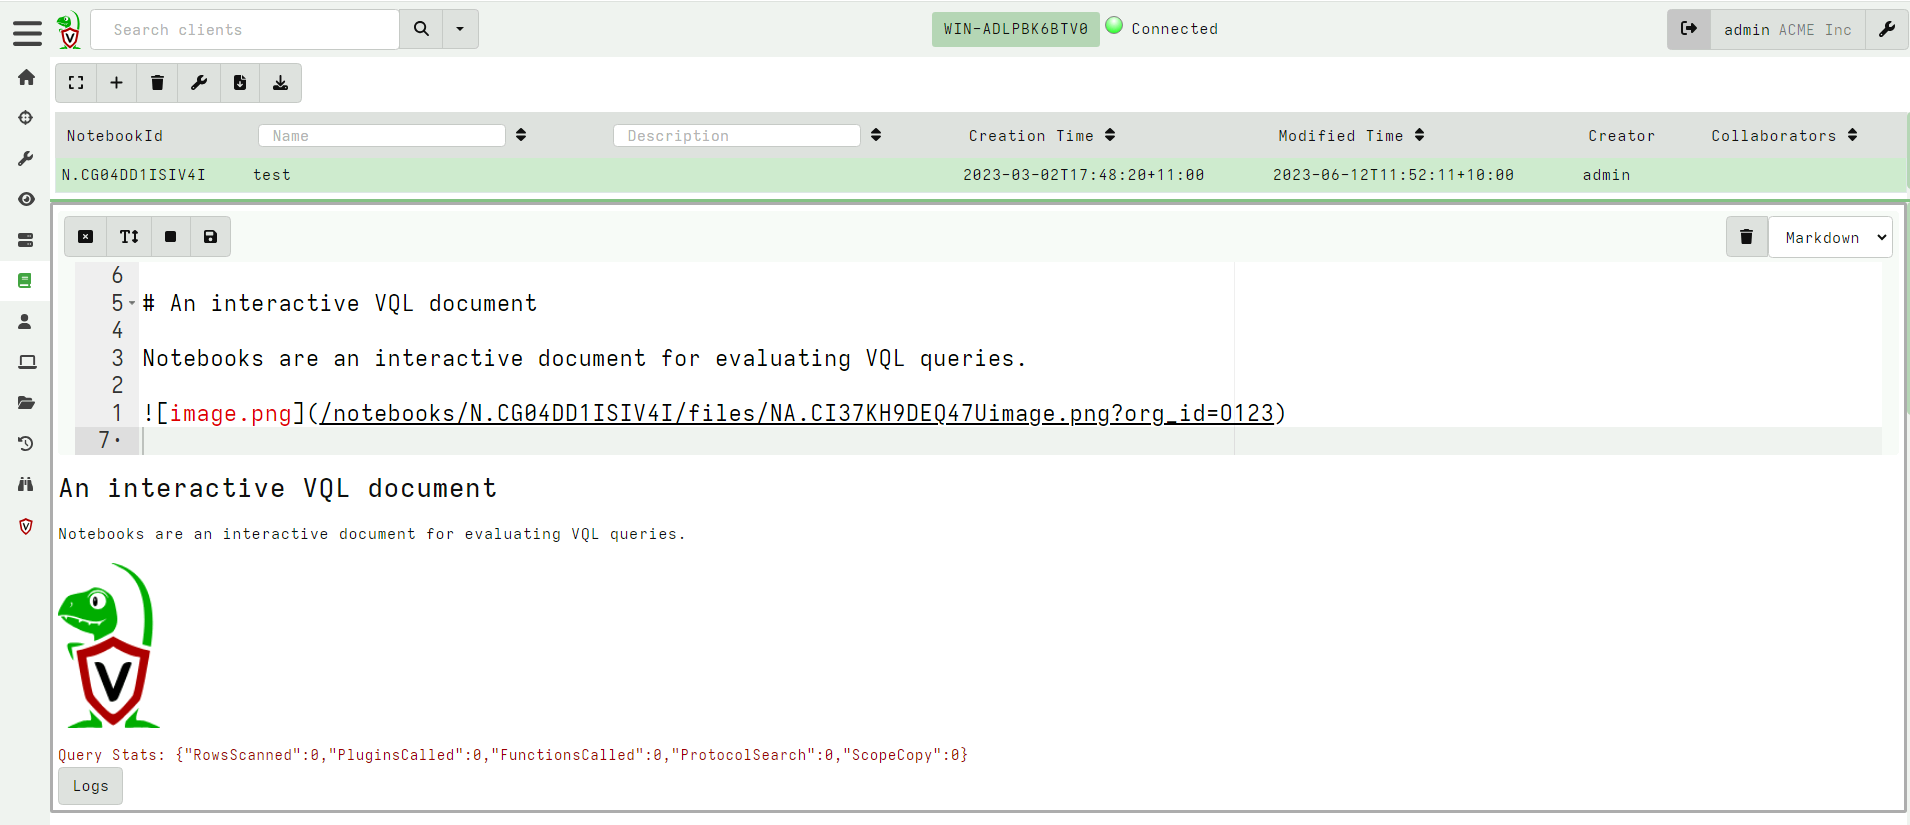 Search clients
WIN-ADLPBK6BTV0 Connected
admin ACME Inc
NotebookId Name Description Creation Time Modified Time Creator Collaborators
N.CG04DD1ISIV4I test 2023-03-02T17:48:20+11:00 2023-06-12T11:52:11+10:00 admin
T Markdown
6
5 # An interactive VQL document
4
3 Notebooks are an interactive document for evaluating VQL queries.
2
1 ![image.png](/notebooks/N.CG04DD1ISIV4I/files/NA.CI37KH9DEQ47Uimage.png?org_id=O123)
7
An interactive VQL document
Notebooks are an interactive document for evaluating VQL queries.
V
Query Stats: {"RowsScanned":0,"PluginsCalled":0,"FunctionsCalled":0,"ProtocolSearch":0,"ScopeCopy":0}
Logs